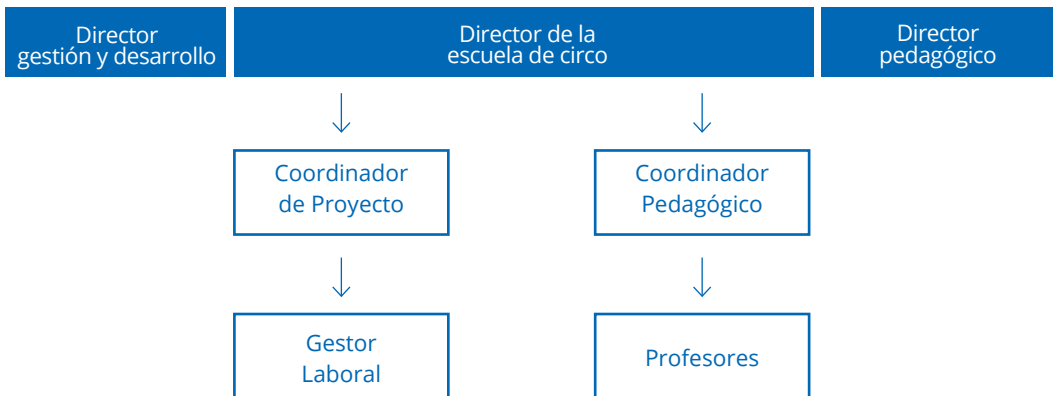 Director
gestión y desarrollo
Director de la
escuela de circo
Director
pedagógico
Coordinador
de Proyecto
Coordinador
Pedagógico
Gestor
Laboral
Profesores